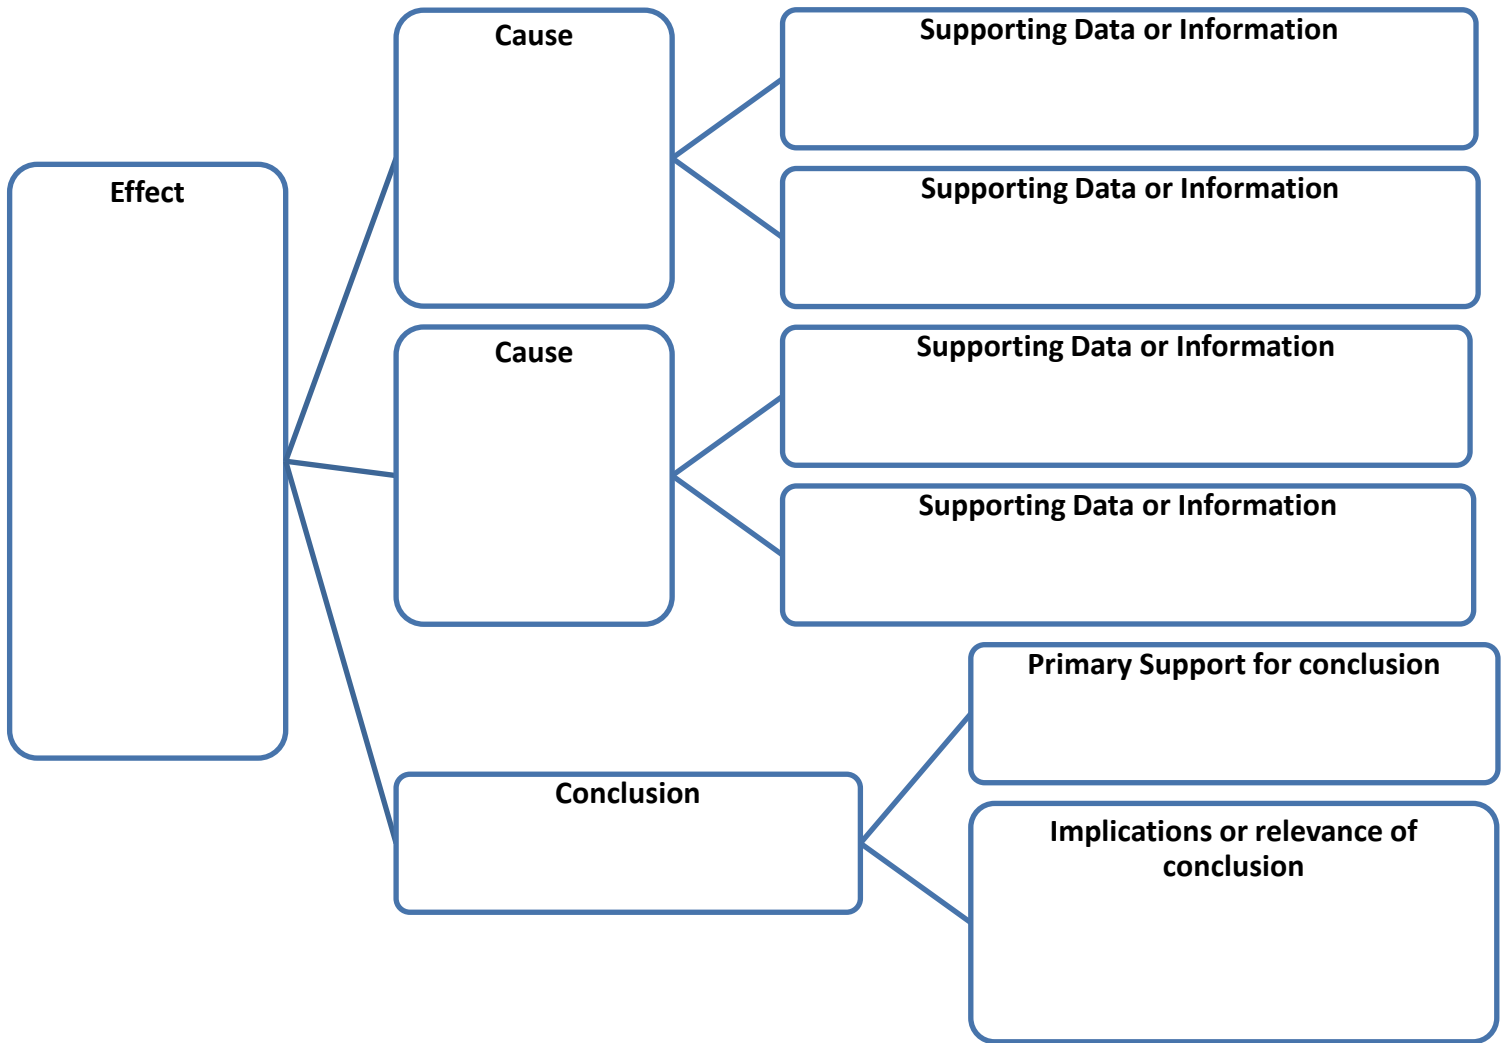 Effect
Cause
Supporting Data or Information
Supporting Data or Information
Cause
Supporting Data or Information
Supporting Data or Information
Conclusion
Primary Support for conclusion
Implications or relevance of
conclusion